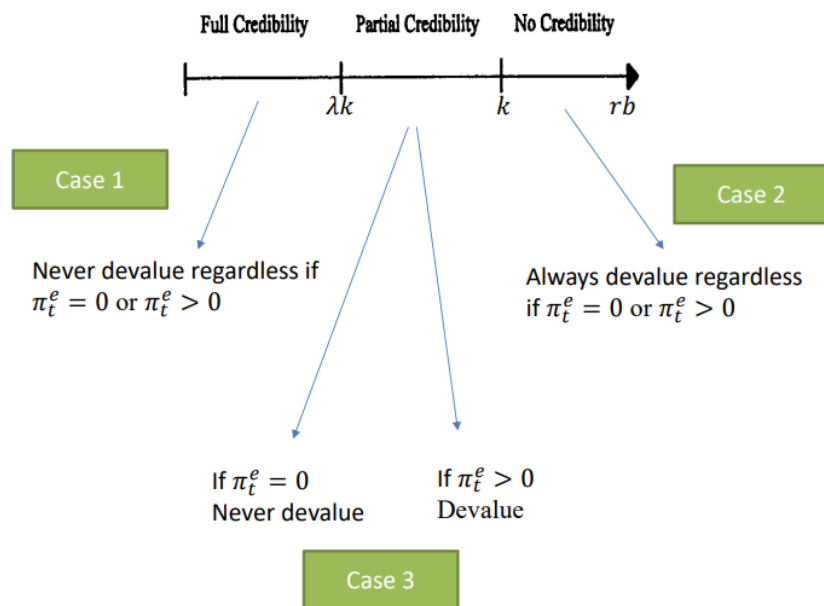 Full Credibility Partial Credibility No Credibility
λk k rb
Case 1
Case 2
Never devalue regardless if
π_t^e = 0 or π_t^e > 0
Always devalue regardless
if π_t^e = 0 or π_t^e > 0
If π_t^e = 0
Never devalue
If π_t^e > 0
Devalue
Case 3